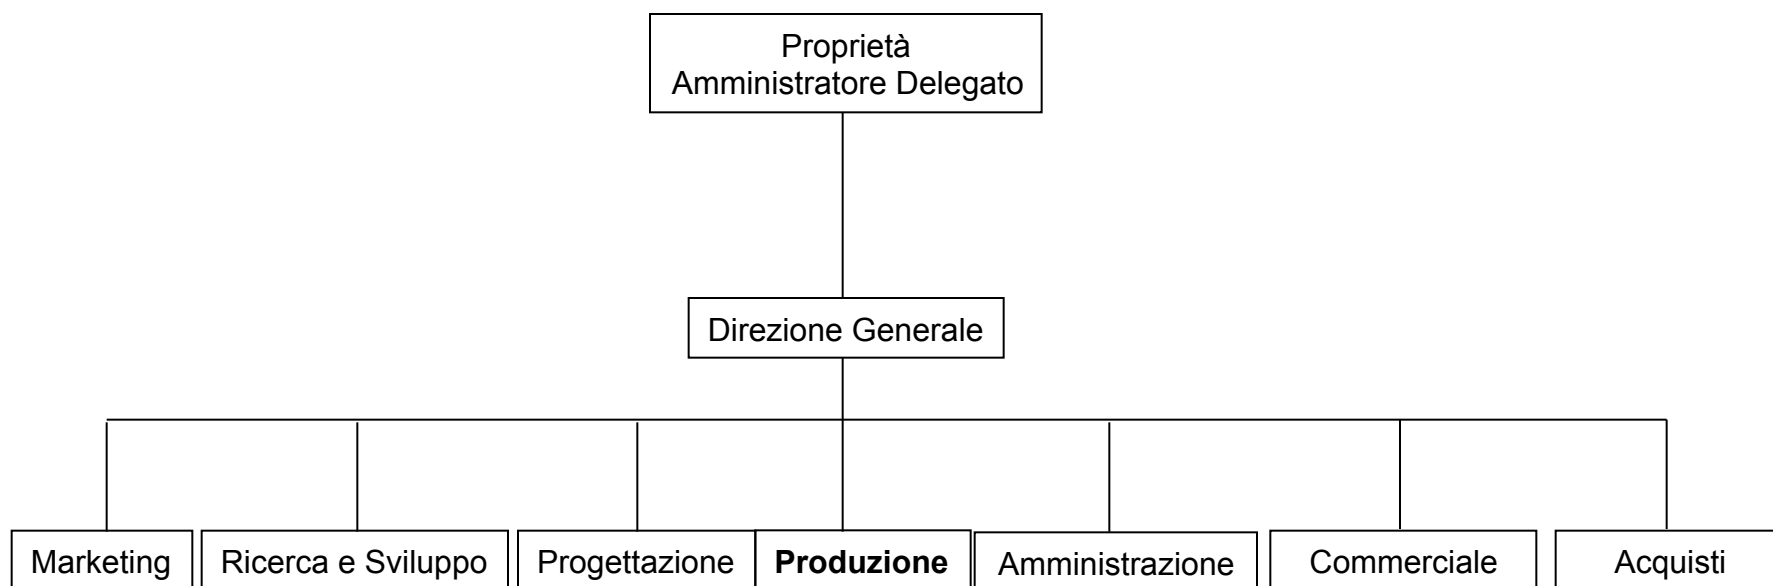 Proprietà
Amministratore Delegato
Direzione Generale
Marketing
Ricerca e Sviluppo
Progettazione
Produzione
Amministrazione
Commerciale
Acquisti